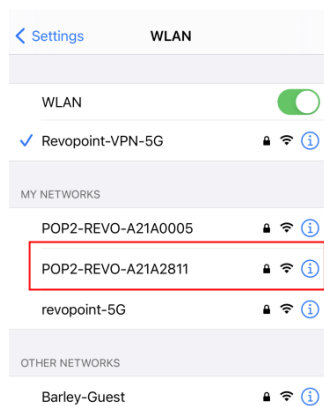 Settings WLAN
WLAN
Revopoint-VPN-5G
MY NETWORKS
POP2-REVO-A21A0005
POP2-REVO-A21A2811
revopoint-5G
OTHER NETWORKS
Barley-Guest